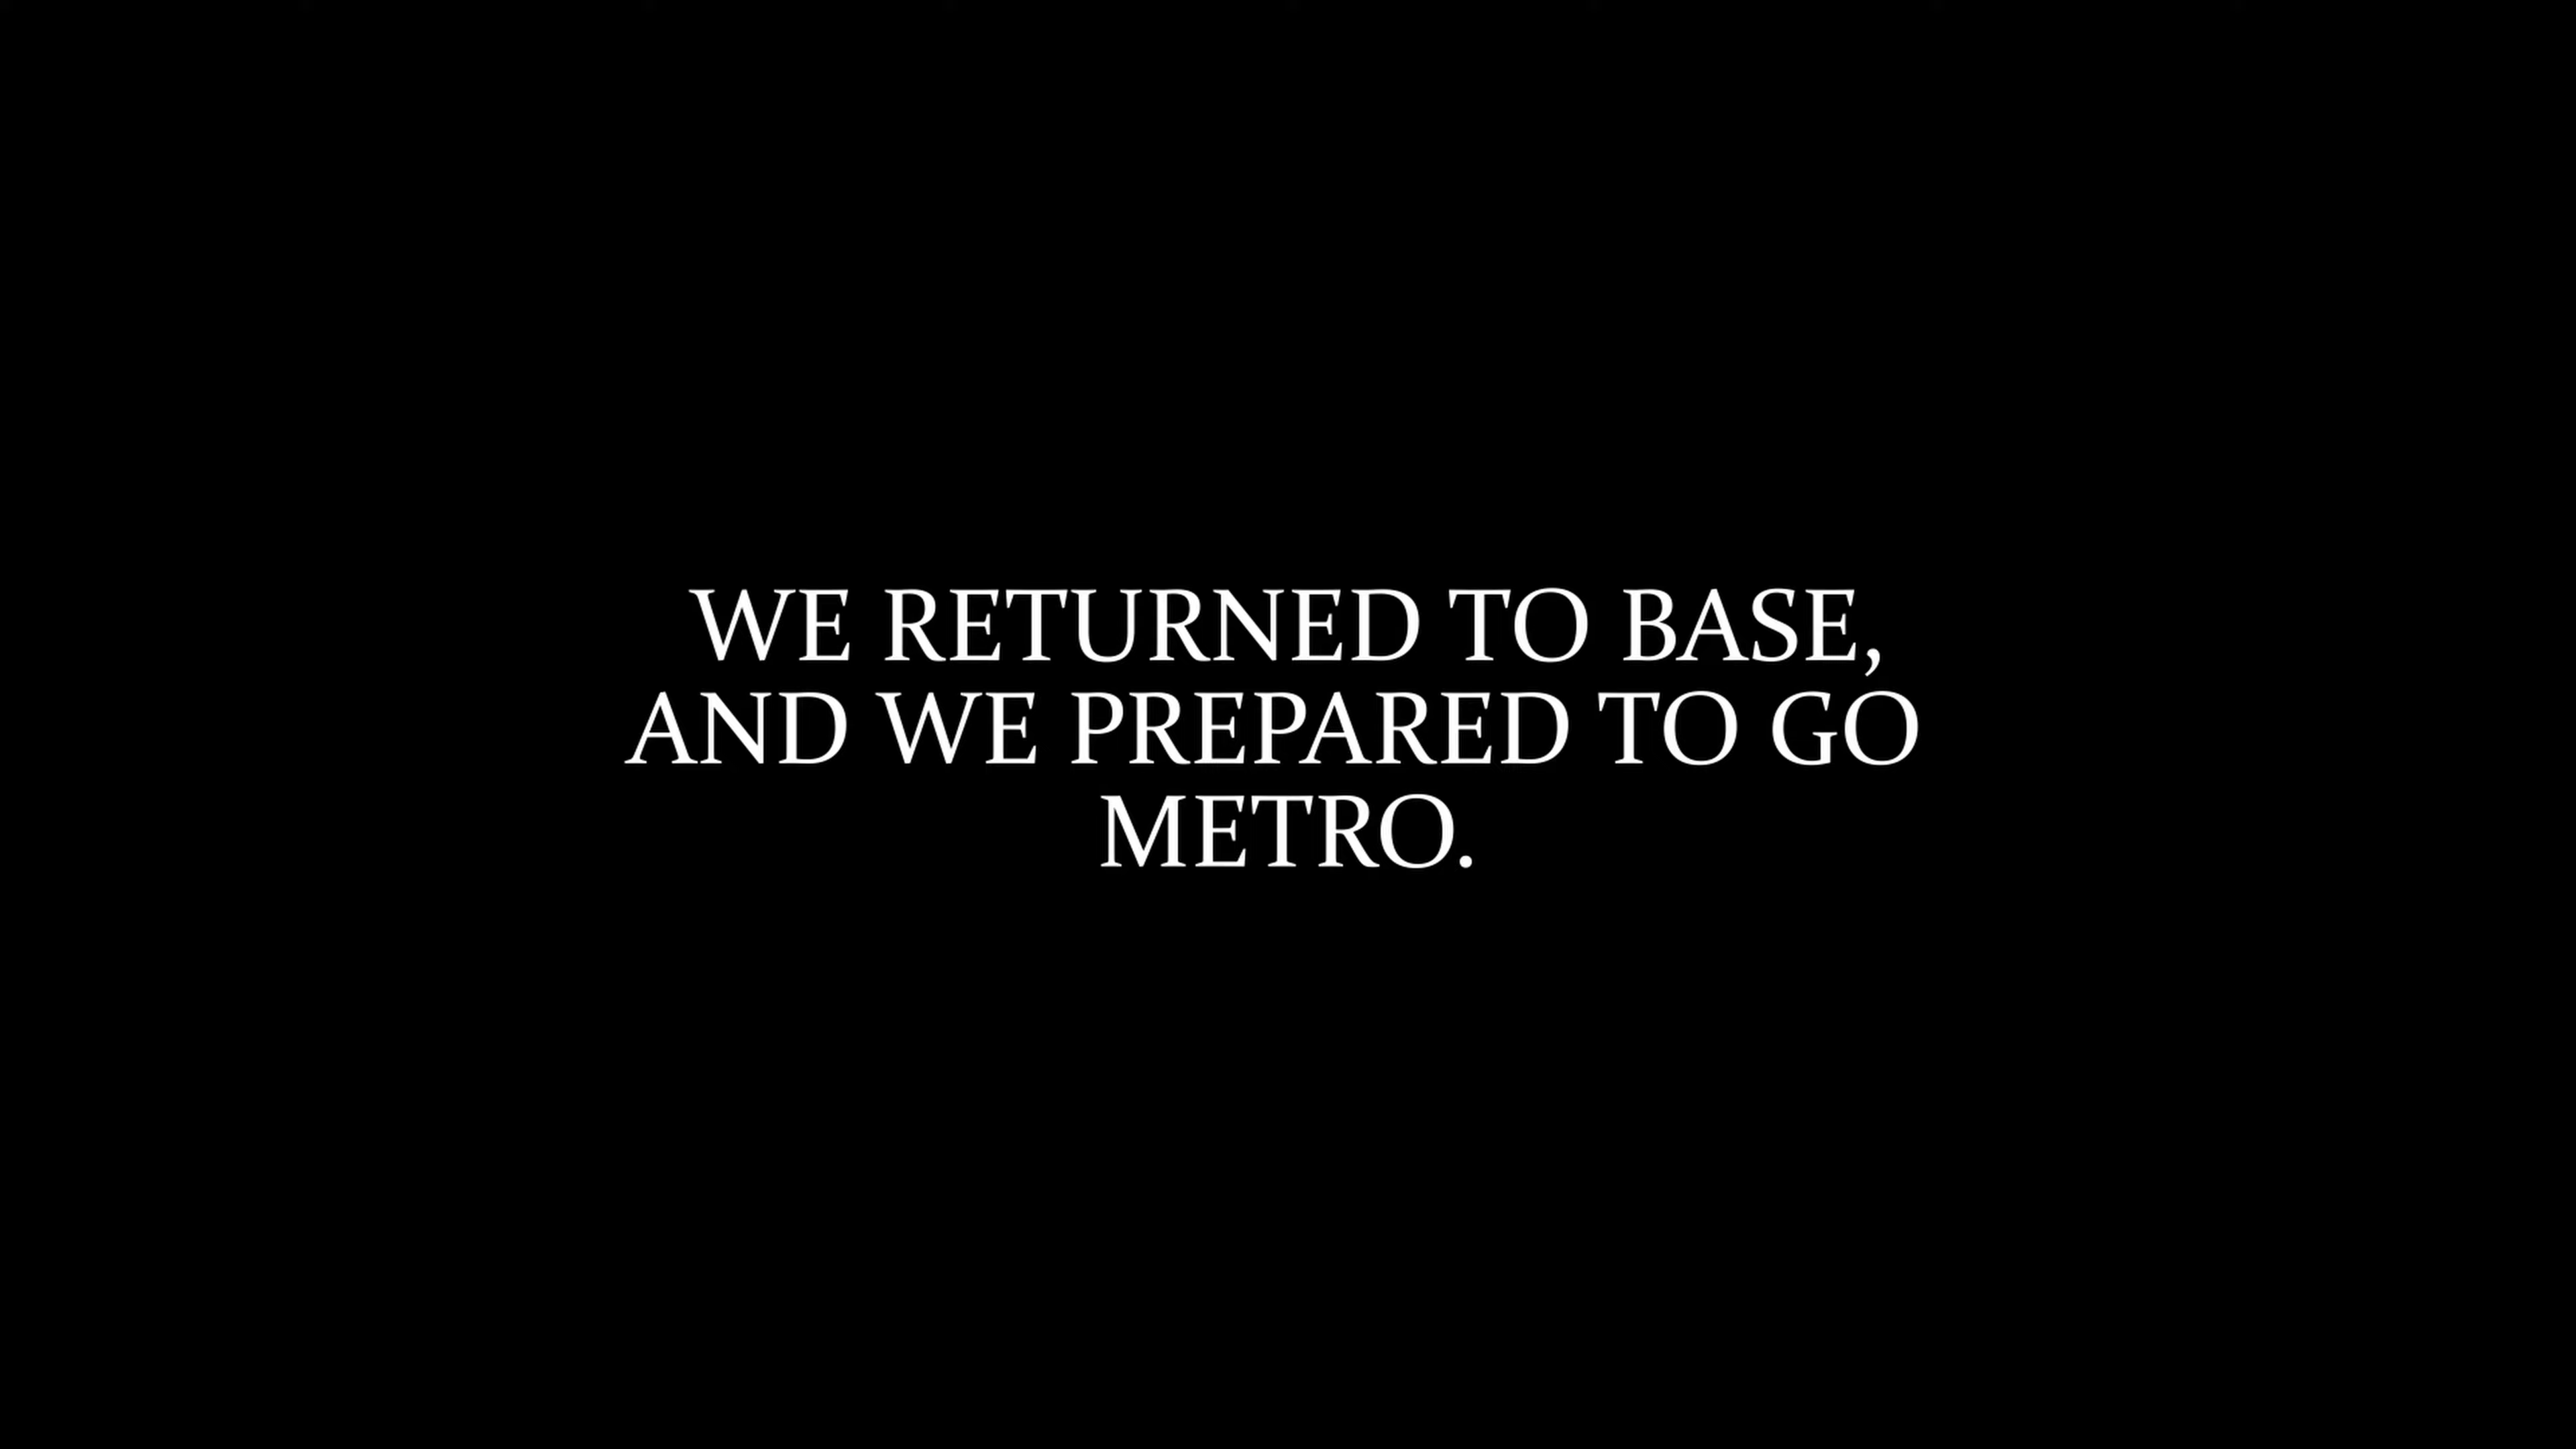 WE RETURNED TO BASE,
AND WE PREPARED TO GO
METRO.